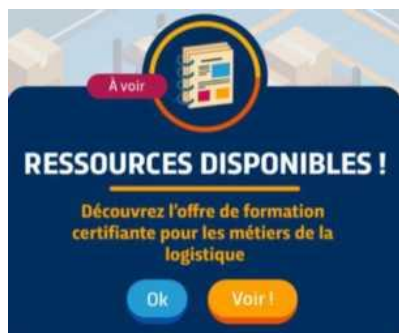 À voir
RESSOURCES DISPONIBLES !
Découvrez l'offre de formation
certifiante pour les métiers de la
logistique
Ok
Voir !